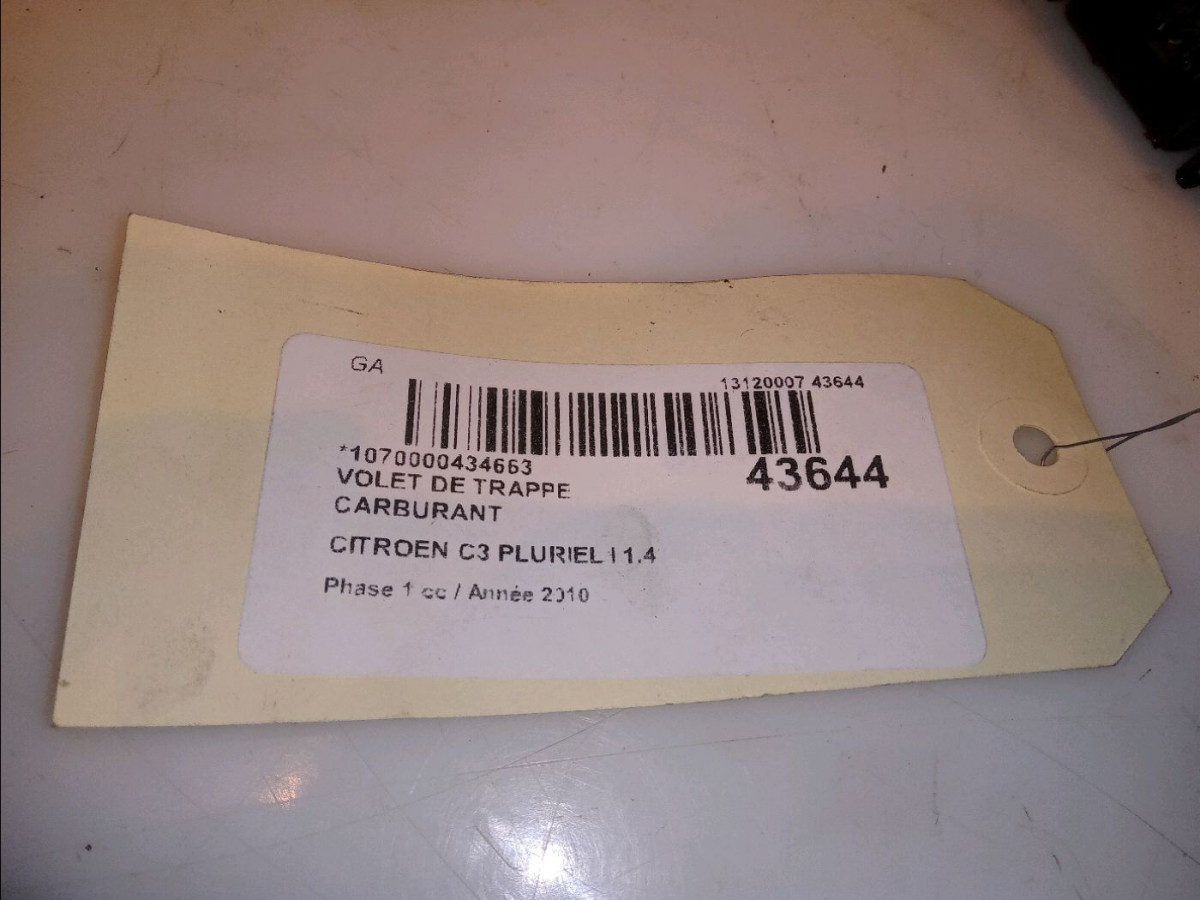 GA
13120007 43644
*1070000434663
43644
VOLET DE TRAPPE
CARBURANT
CITROEN C3 PLURIEL I 1.4
Phase 1 cc / Année 2010